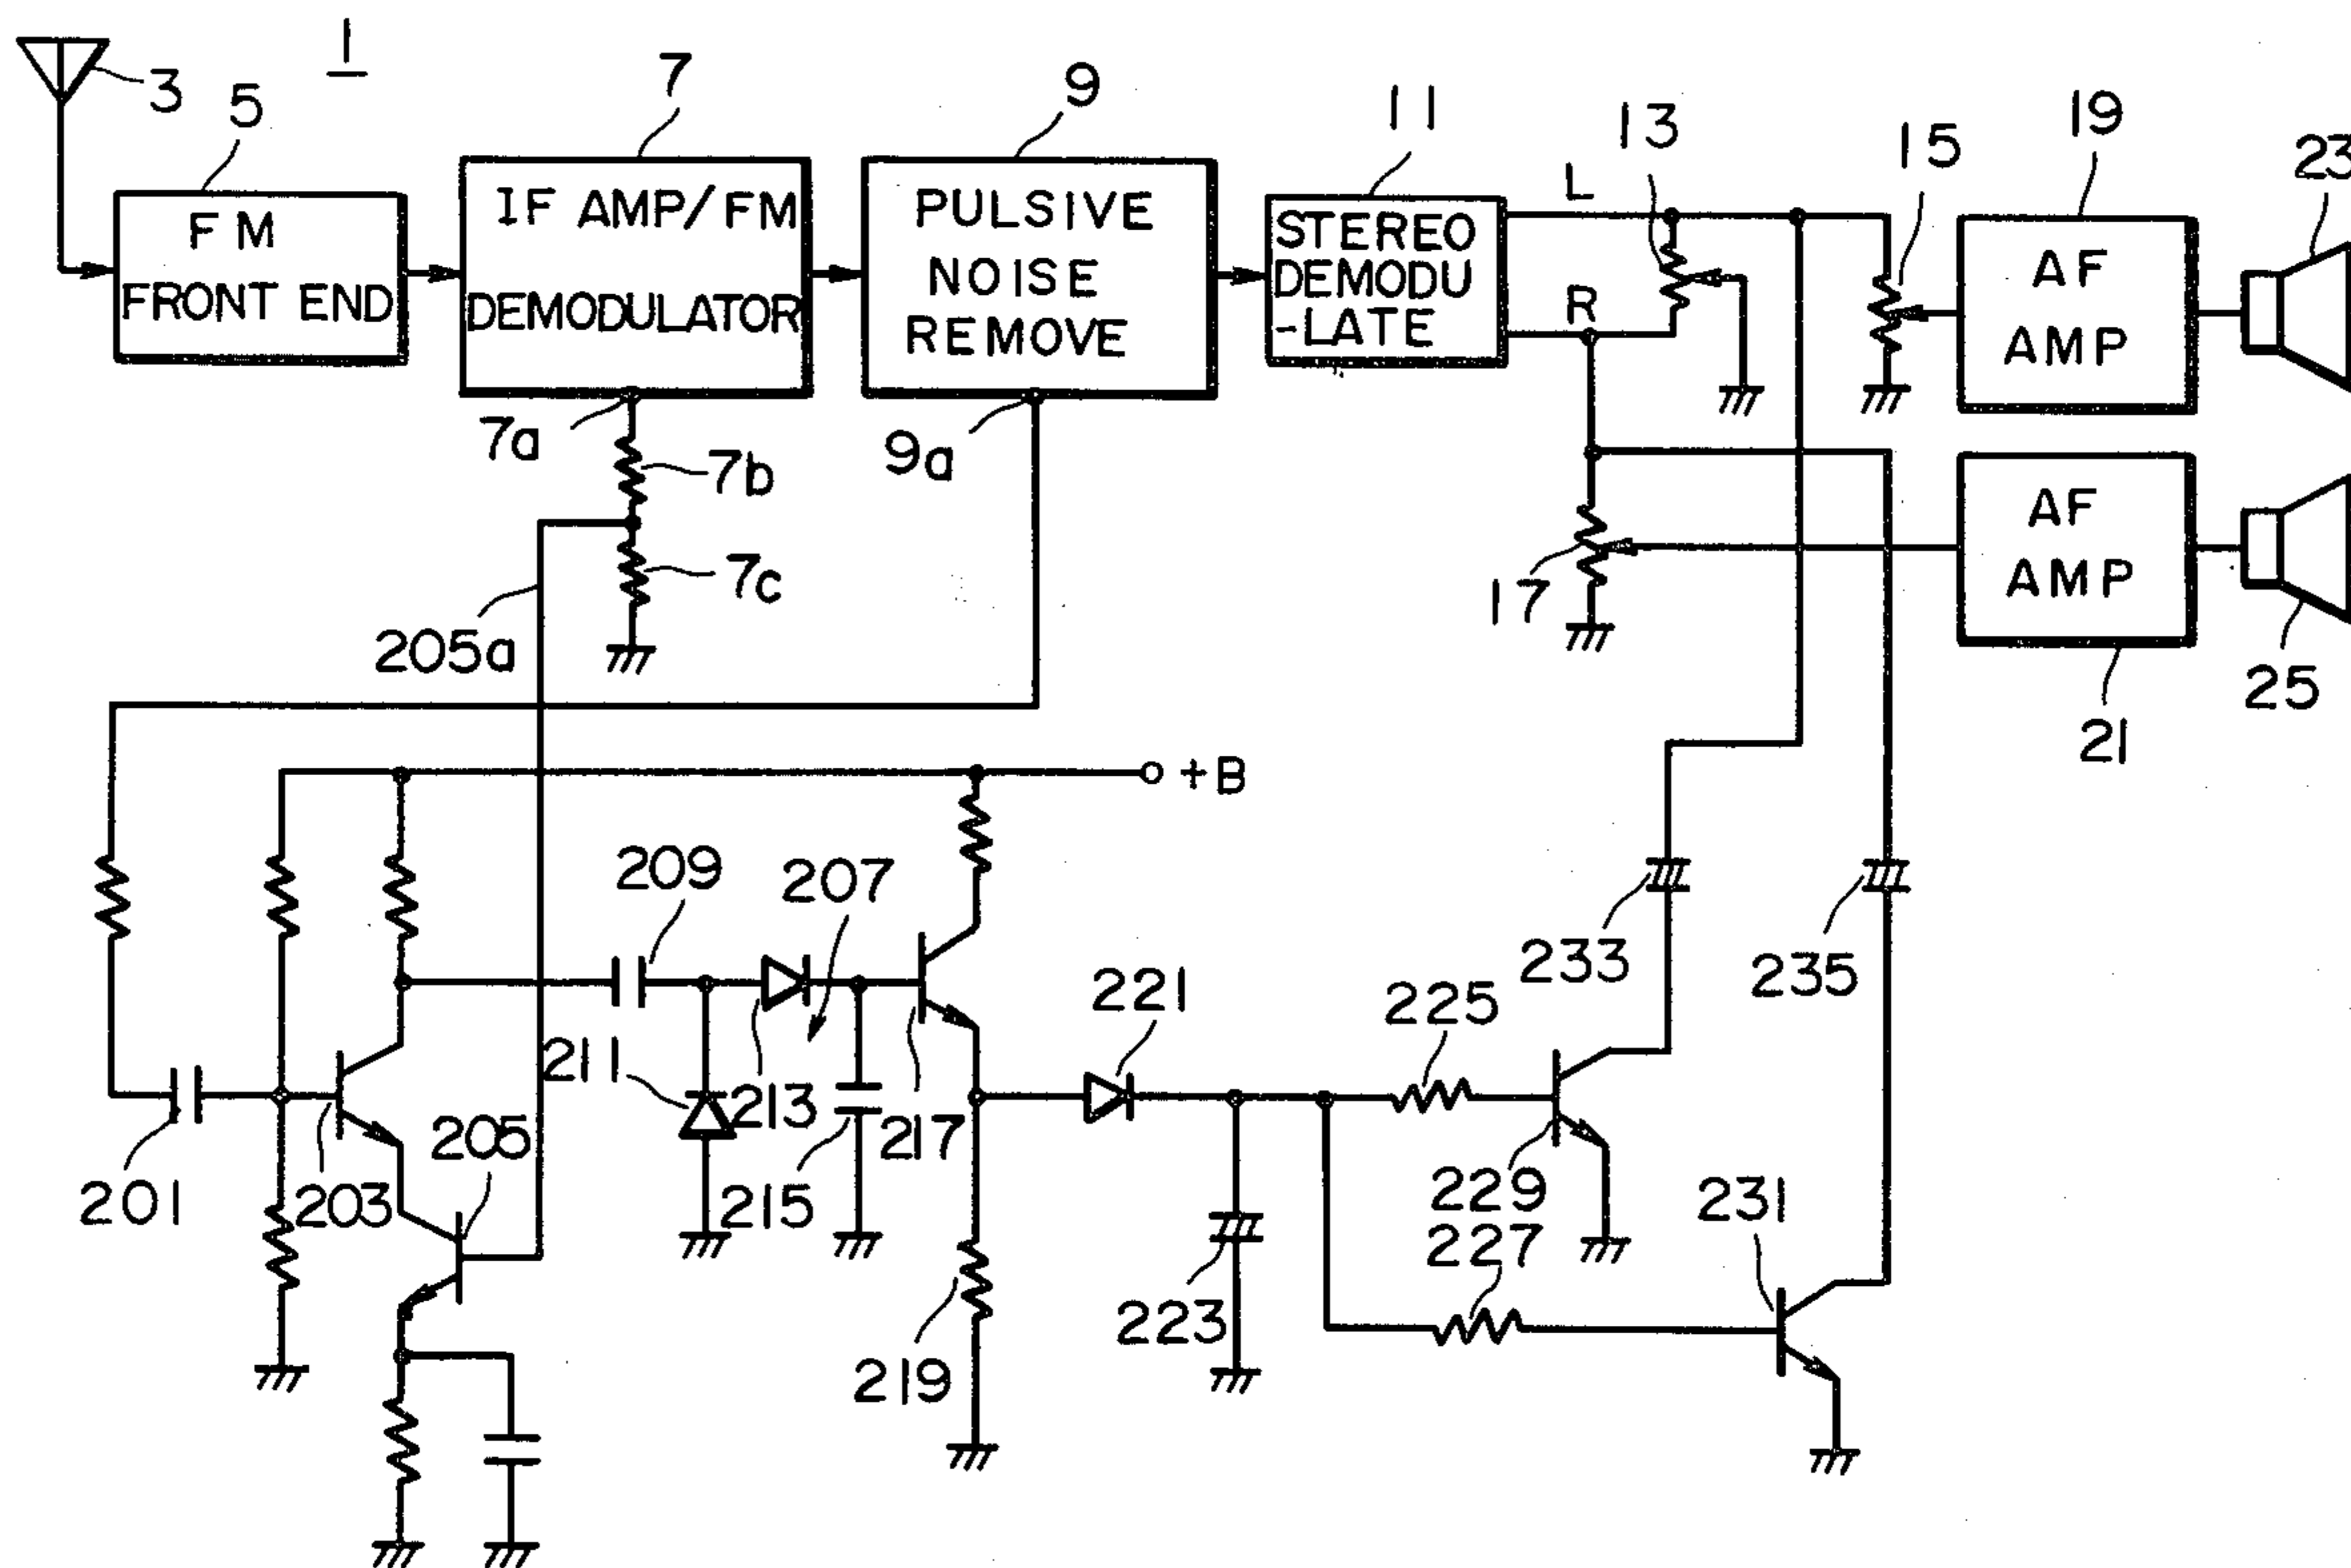 1
3
5
7
9
11
13
15
19
23
FM
FRONT END
IF AMP/FM
DEMODULATOR
PULSIVE
NOISE
REMOVE
STEREO
DEMODU
-LATE
L
R
AF
AMP
7a
7b
7c
9a
17
AF
AMP
21
25
205a
+B
209
207
233
235
211
213
221
225
201
203
205
215
217
229
227
231
223
219